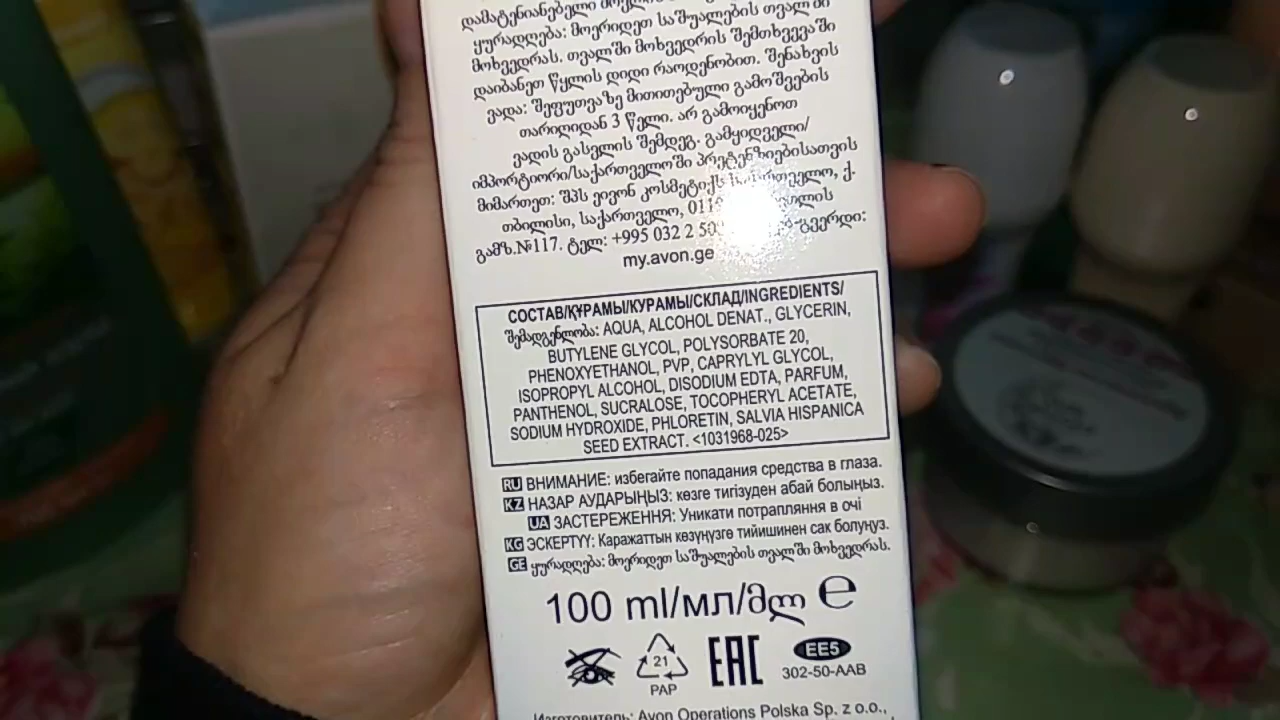 ყურადღება: მოერიდეთ საშუალების თვალში
მოხვედრას. თვალში მოხვედრის შემთხვევაში
დაიბანეთ წყლის დიდი რაოდენობით. შენახვის
ვადა: შეფუთვაზე მითითებული გამოშვების
თარიღიდან 3 წელი. არ გამოიყენოთ
ვადის გასვლის შემდეგ. გამყიდველი/
იმპორტიორი/საქართველოში პრეტენზიებისათვის
მიმართეთ: შპს ეივონ კოსმეტიქს ქ.
თბილისი, საქართველო,
გამზ.№117. ტელ: +995 032 2
my.avon.ge
СОСТАВ/ҚҰРАМЫ/КУРАМЫ/СКЛАД/INGREDIENTS/
შემადგენლობა: AQUA, ALCOHOL DENAT., GLYCERIN,
BUTYLENE GLYCOL, POLYSORBATE 20,
PHENOXYETHANOL, PVP, CAPRYLYL GLYCOL,
ISOPROPYL ALCOHOL, DISODIUM EDTA, PARFUM,
PANTHENOL, SUCRALOSE, TOCOPHERYL ACETATE,
SODIUM HYDROXIDE, PHLORETIN, SALVIA HISPANICA
SEED EXTRACT. <1031968-025>
RU ВНИМАНИЕ: избегайте попадания средства в глаза.
KZ НАЗАР АУДАРЫҢЫЗ: көзге тигізуден абай болыңыз.
UA ЗАСТЕРЕЖЕННЯ: Уникати потрапляння в очі
KG ЭСКЕРТҮҮ: Каражаттын көзүңүзгө тийишинен сак болуңуз.
GE ყურადღება: მოერიდეთ საშუალების თვალში მოხვედრას.
100 ml/мл/მლ ℮
21
PAP
EAC
EE5
302-50-AAB
Изготовитель: Avon Operations Polska Sp. z o.o.,